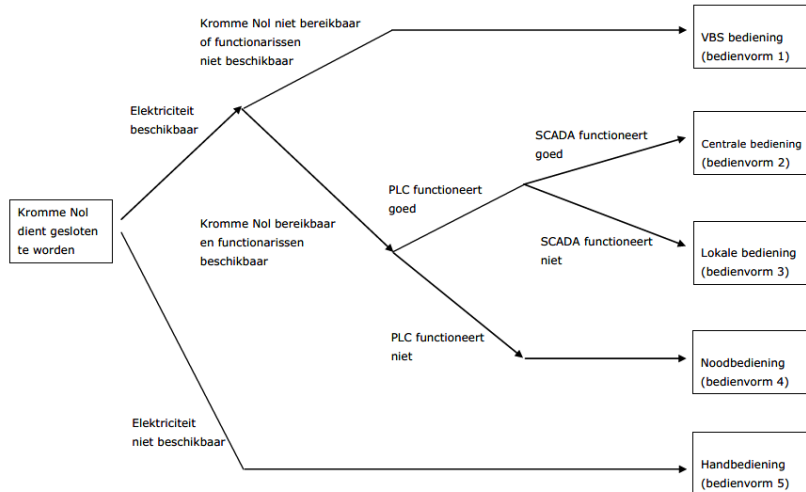 Kromme Nol niet bereikbaar
of functionarissen
niet beschikbaar
VBS bediening
(bedienvorm 1)
Elektriciteit
beschikbaar
SCADA functioneert
goed
Centrale bediening
(bedienvorm 2)
PLC functioneert
goed
Kromme Nol
dient gesloten
te worden
Kromme Nol bereikbaar
en functionarissen
beschikbaar
SCADA functioneert
niet
Lokale bediening
(bedienvorm 3)
PLC functioneert
niet
Noodbediening
(bedienvorm 4)
Elektriciteit
niet beschikbaar
Handbediening
(bedienvorm 5)